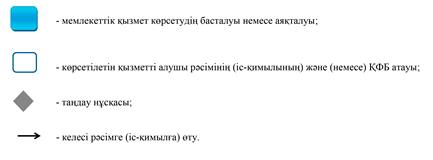 - мемлекеттік қызмет көрсетудің басталуы немесе аяқталуы;
- көрсетілетін қызметті алушы рәсімінің (іс-қимылының) және (немесе) ҚФБ атауы;
- таңдау нұсқасы;
- келесі рәсімге (іс-қимылға) өту.